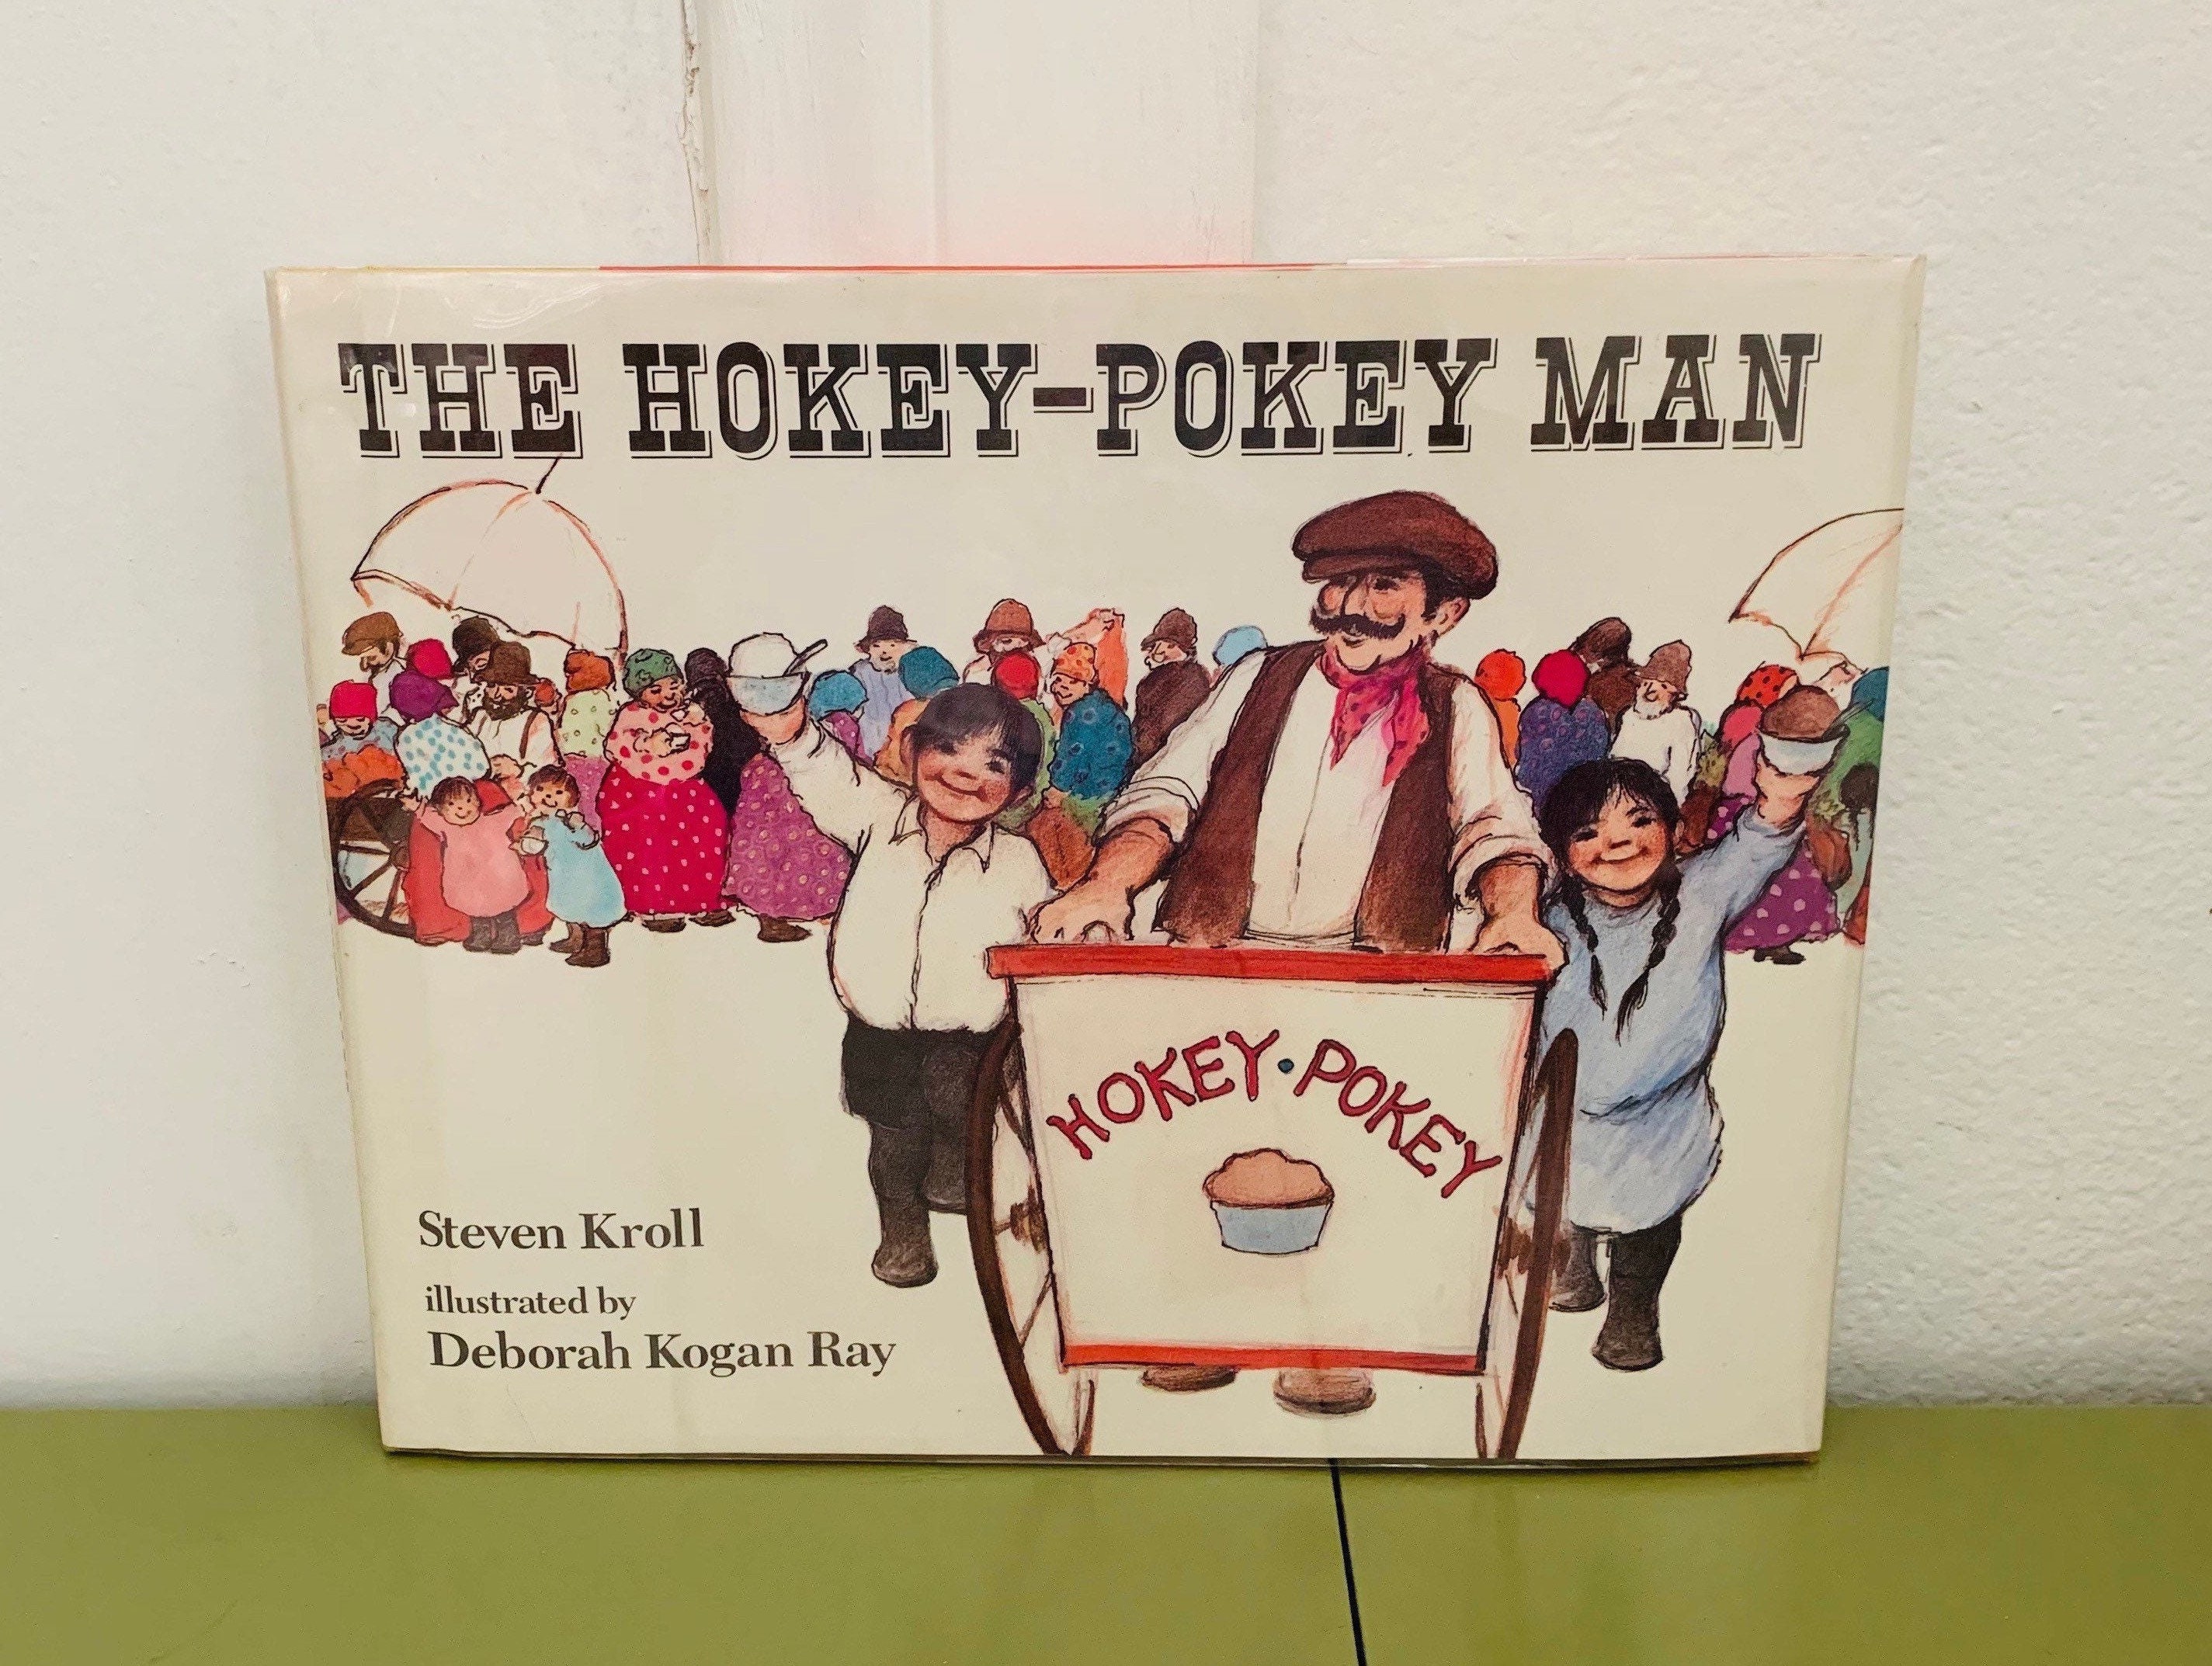 THE HOKEY-POKEY MAN
HOKEY·POKEY
Steven Kroll
illustrated by
Deborah Kogan Ray